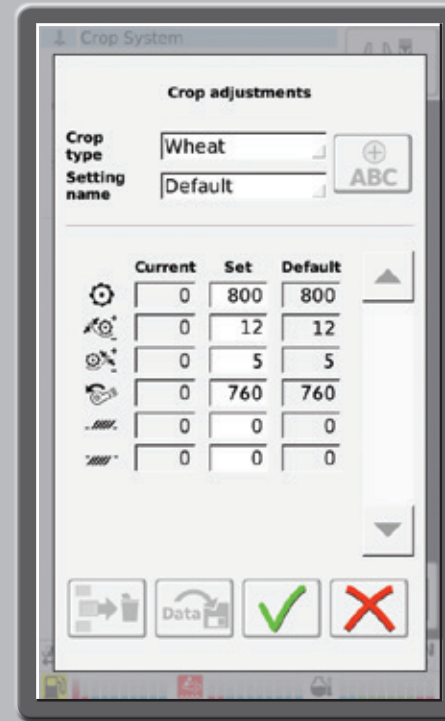 Crop System
Crop adjustments
Crop type
Wheat
ABC
Setting name
Default
Current Set Default
0 800 800
0 12 12
0 5 5
0 760 760
0 0 0
0 0 0
Data